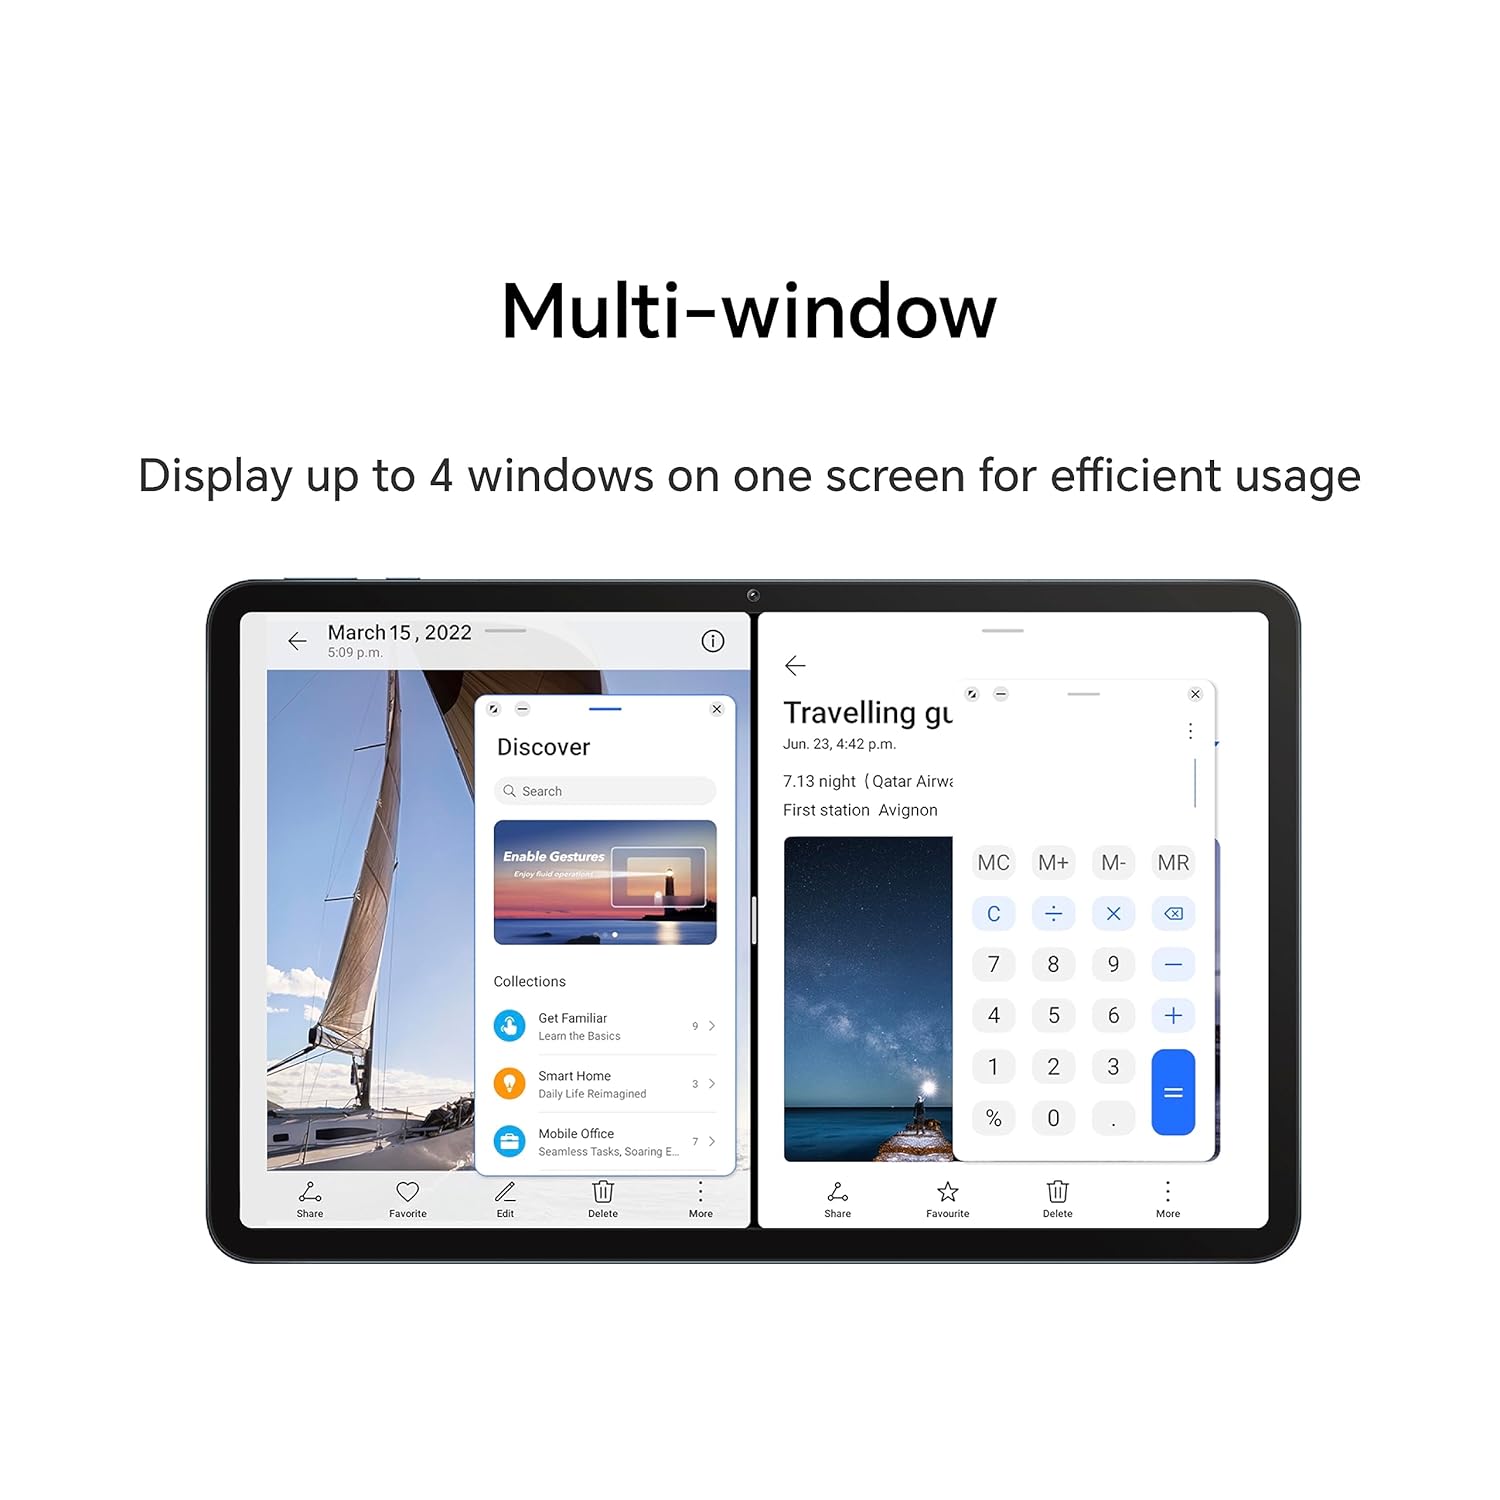 Multi-window
Display up to 4 windows on one screen for efficient usage
March 15, 2022
5:09 p.m.
Discover
Search
Enable Gestures
Enjoy fluid operations
Collections
Get Familiar
Learn the Basics
9
Smart Home
Daily Life Reimagined
3
Mobile Office
Seamless Tasks, Soaring E...
7
Share
Favorite
Edit
Delete
More
Travelling gu
Jun. 23, 4:42 p.m.
7.13 night ( Qatar Airwa
First station Avignon
MC M+ M- MR
C ÷ ×
7 8 9 −
4 5 6 +
1 2 3 =
% 0 .
Share
Favourite
Delete
More